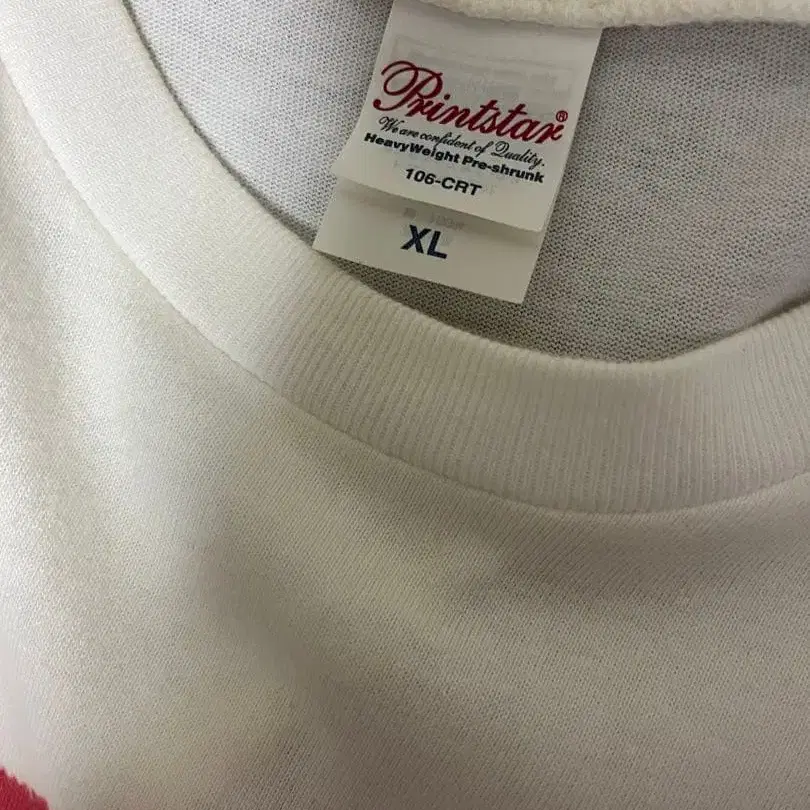 Printstar®
We are confident of Quality.
HeavyWeight Pre-shrunk
106-CRT
XL